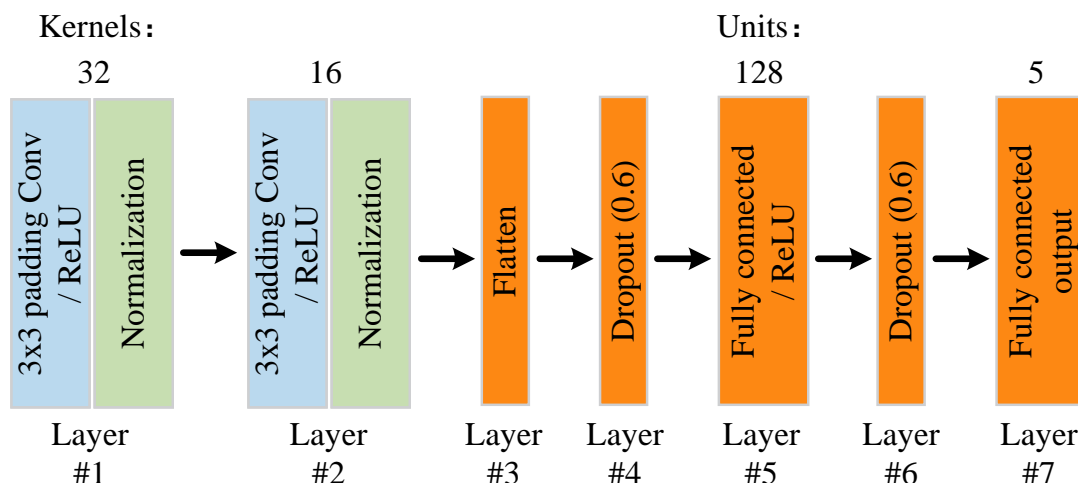 Kernels：
Units：
32
16
128
5
3x3 padding Conv
/ ReLU
Normalization
3x3 padding Conv
/ ReLU
Normalization
Flatten
Dropout (0.6)
Fully connected
/ ReLU
Dropout (0.6)
Fully connected
output
Layer
#1
Layer
#2
Layer
#3
Layer
#4
Layer
#5
Layer
#6
Layer
#7